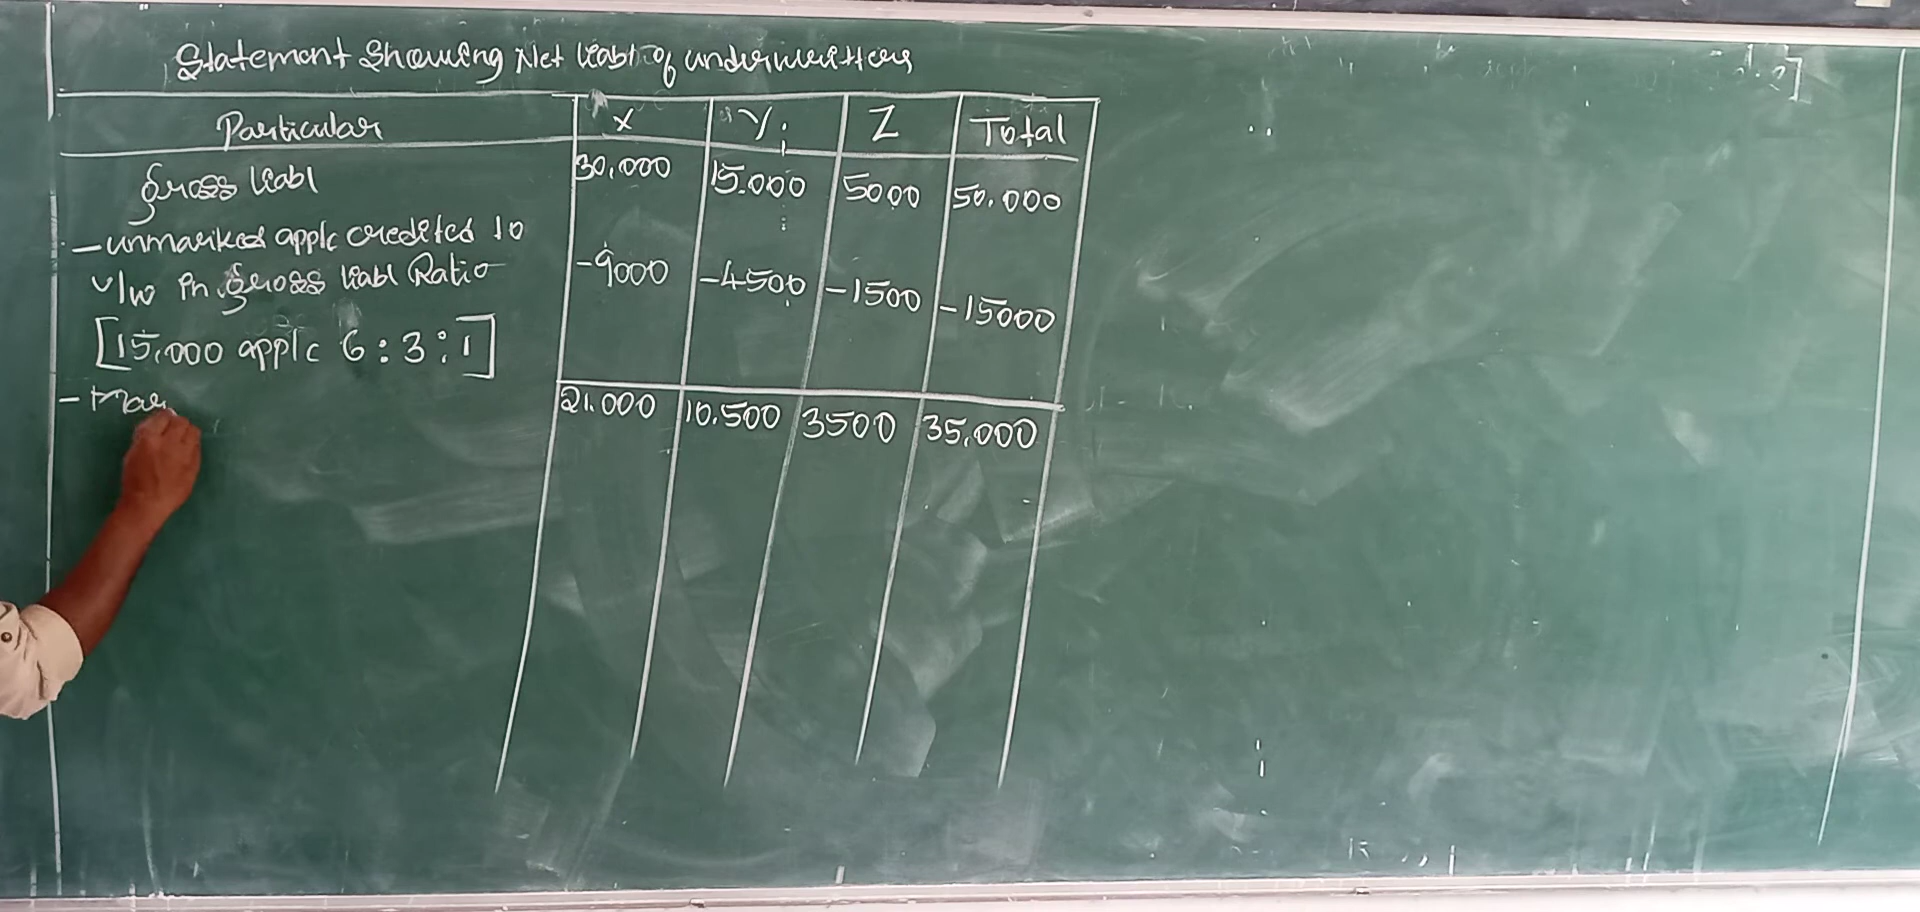 Statement Showing Net liabl of underwritters
Particular X Y Z Total
gross liabl 30,000 15.000 5000 50.000
- unmarked applc credited to
u/w in gross liabl Ratio -9000 -4500 -1500 -15000
[15,000 applc 6:3:1]
21.000 10.500 3500 35,000
- Mar